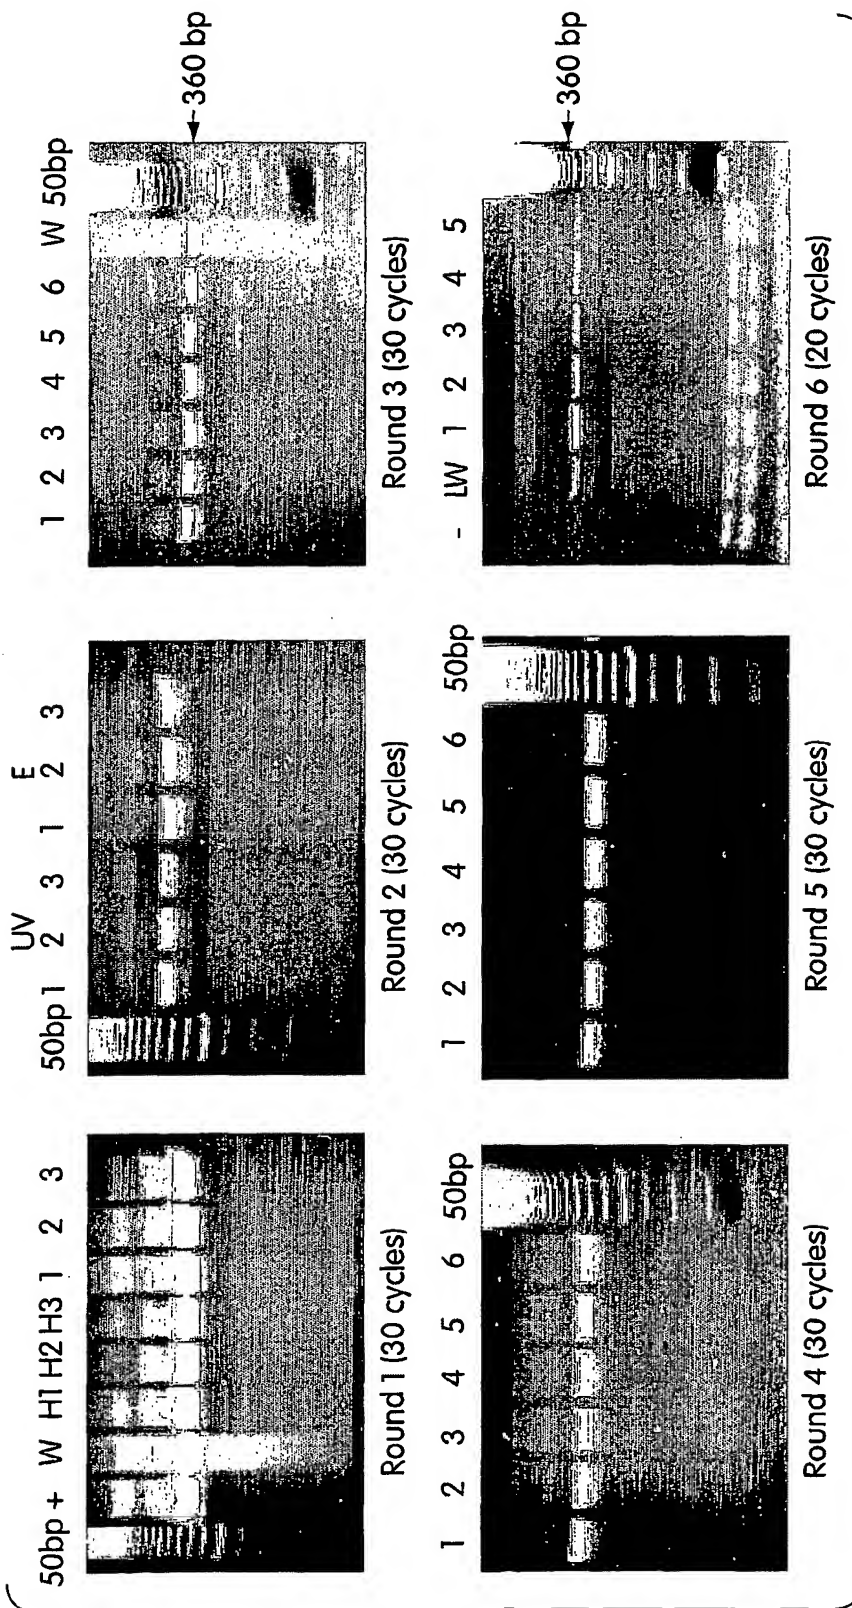 50bp + W H1 H2 H3 1 2 3
Round 1 (30 cycles)
UV E
50bp 1 2 3 1 2 3
Round 2 (30 cycles)
1 2 3 4 5 6 W 50bp
360 bp
Round 3 (30 cycles)
1 2 3 4 5 6 50bp
Round 4 (30 cycles)
1 2 3 4 5 6 50bp
Round 5 (30 cycles)
- LW 1 2 3 4 5
360 bp
Round 6 (20 cycles)